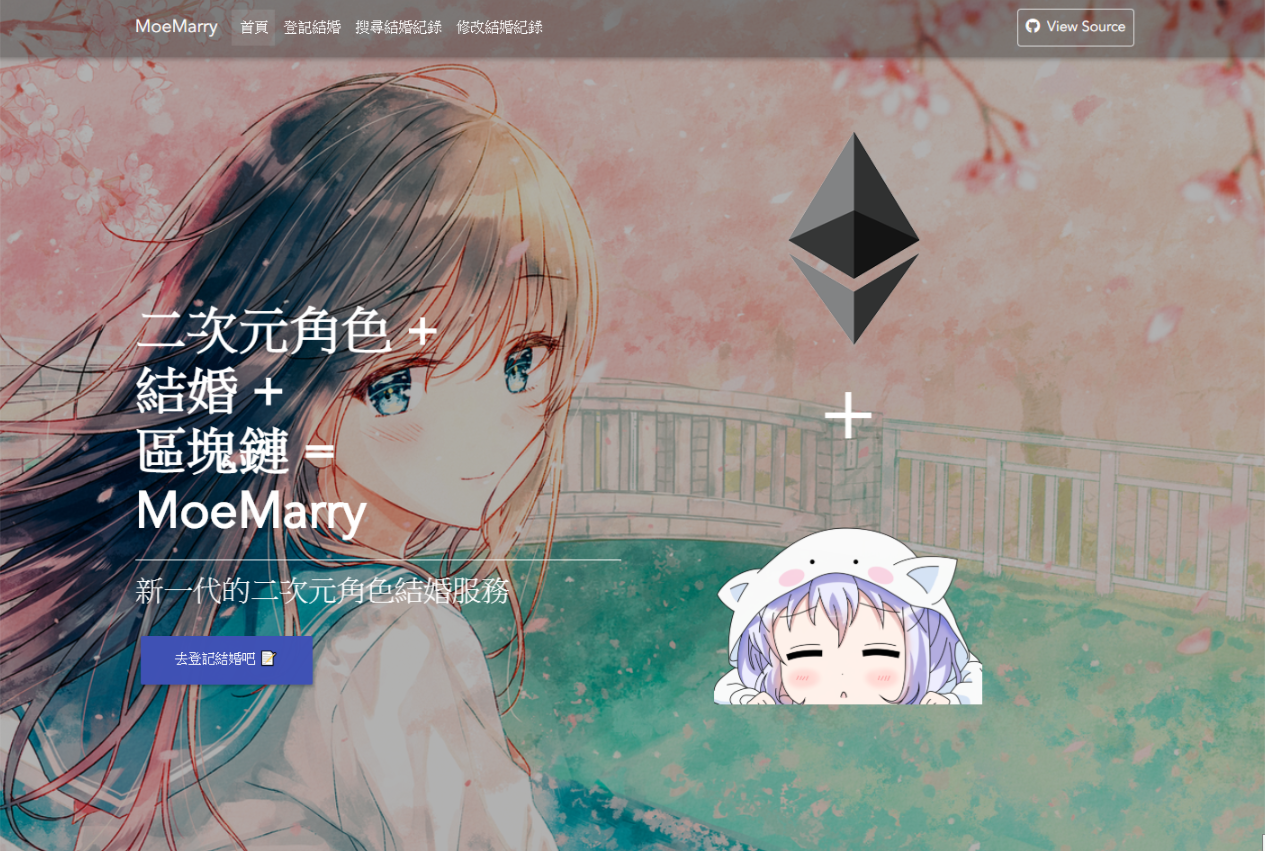 MoeMarry
首頁
登記結婚
搜尋結婚紀錄
修改結婚紀錄
View Source
二次元角色 +
結婚 +
區塊鏈 =
MoeMarry
新一代的二次元角色結婚服務
去登記結婚吧 📝
+